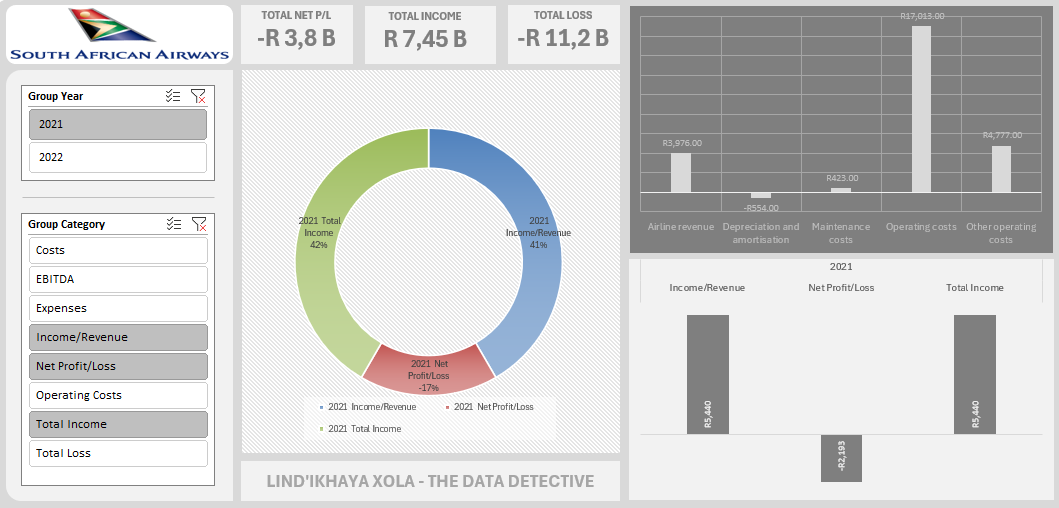 SOUTH AFRICAN AIRWAYS
TOTAL NET P/L
-R 3,8 B
TOTAL INCOME
R 7,45 B
TOTAL LOSS
-R 11,2 B
Group Year
2021
2022
Group Category
Costs
EBITDA
Expenses
Income/Revenue
Net Profit/Loss
Operating Costs
Total Income
Total Loss
2021 Total
Income
42%
2021
Income/Revenue
41%
2021 Net
Profit/Loss
-17%
2021 Income/Revenue
2021 Net Profit/Loss
2021 Total Income
LIND'IKHAYA XOLA - THE DATA DETECTIVE
R3,976.00
-R554.00
R423.00
R17,013.00
R4,777.00
Airline revenue
Depreciation and
amortisation
Maintenance
costs
Operating costs
Other operating
costs
2021
Income/Revenue
Net Profit/Loss
Total Income
R5,440
-R2,193
R5,440